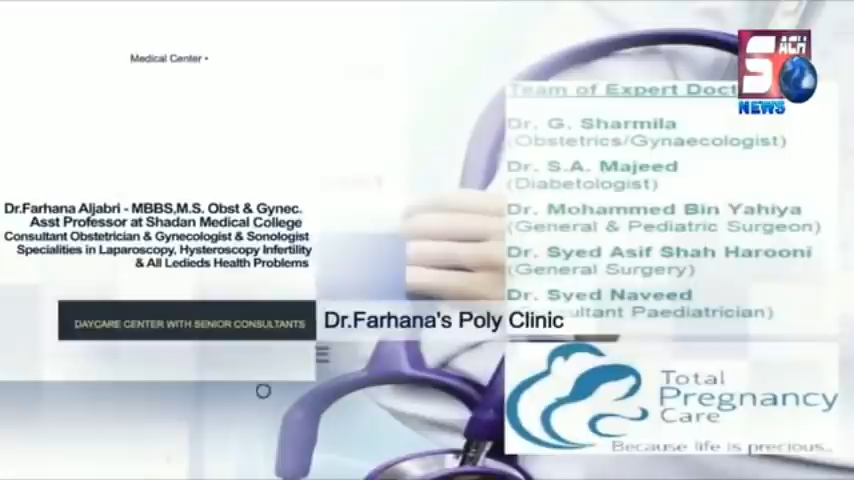 Medical Center •
SACH
NEWS
Team of Expert Doct
Dr. G. Sharmila
(Obstetrics/Gynaecologist)
Dr. S.A. Majeed
(Diabetologist)
Dr. Mohammed Bin Yahiya
(General & Pediatric Surgeon)
Dr. Syed Asif Shah Harooni
(General Surgery)
Dr. Syed Naveed
sultant Paediatrician)
Dr.Farhana Aljabri - MBBS,M.S. Obst & Gynec.
Asst Professor at Shadan Medical College
Consultant Obstetrician & Gynecologist & Sonologist
Specialities in Laparoscopy, Hysteroscopy Infertility
& All Ledieds Health Problems
DAYCARE CENTER WITH SENIOR CONSULTANTS
Dr.Farhana's Poly Clinic
Total
Pregnancy
Care
Because life is precious..